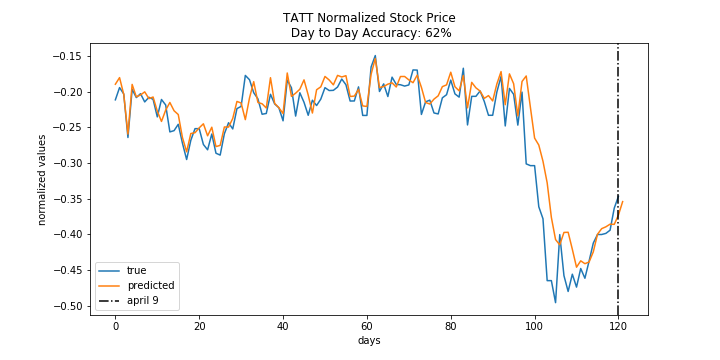 TATT Normalized Stock Price
Day to Day Accuracy: 62%
−0.15
−0.20
−0.25
−0.30
−0.35
−0.40
−0.45
−0.50
normalized values
true
predicted
april 9
0 20 40 60 80 100 120
days